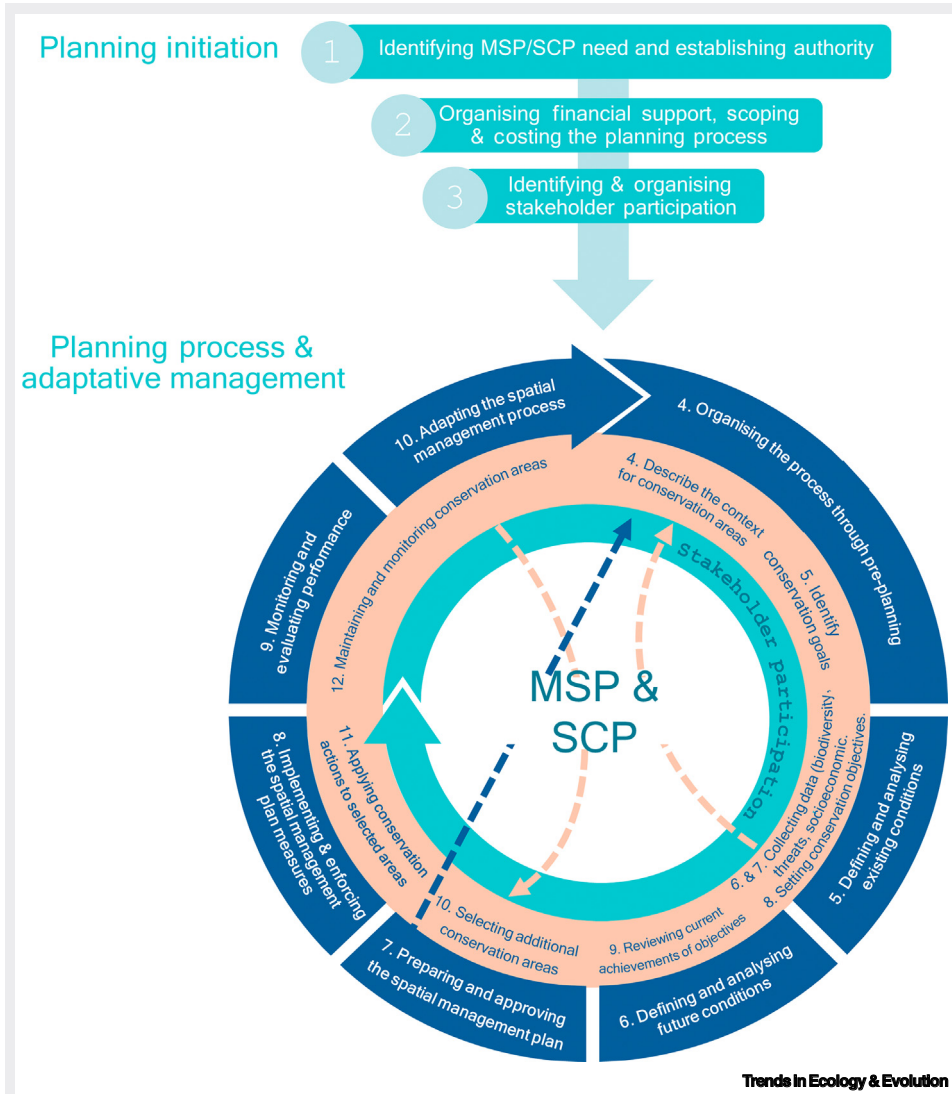 Planning initiation
1
Identifying MSP/SCP need and establishing authority
2
Organising financial support, scoping
& costing the planning process
3
Identifying & organising
stakeholder participation
Planning process &
adaptative management
10. Adapting the spatial
management process
4. Organising the process through pre-planning
9. Monitoring and
evaluating performance
12. Maintaining and monitoring conservation areas
4. Describe the context
for conservation areas
5. Identify
conservation goals
Stakeholder participation
MSP &
SCP
11. Applying conservation
actions to selected areas
8. Implementing & enforcing
the spatial management
plan measures
6. & 7. Collecting data (biodiversity,
threats, socioeconomic.
8. Setting conservation objectives.
5. Defining and analysing
existing conditions
10. Selecting additional
conservation areas
9. Reviewing current
achievements of objectives
7. Preparing and approving
the spatial management plan
6. Defining and analysing
future conditions
Trends in Ecology & Evolution